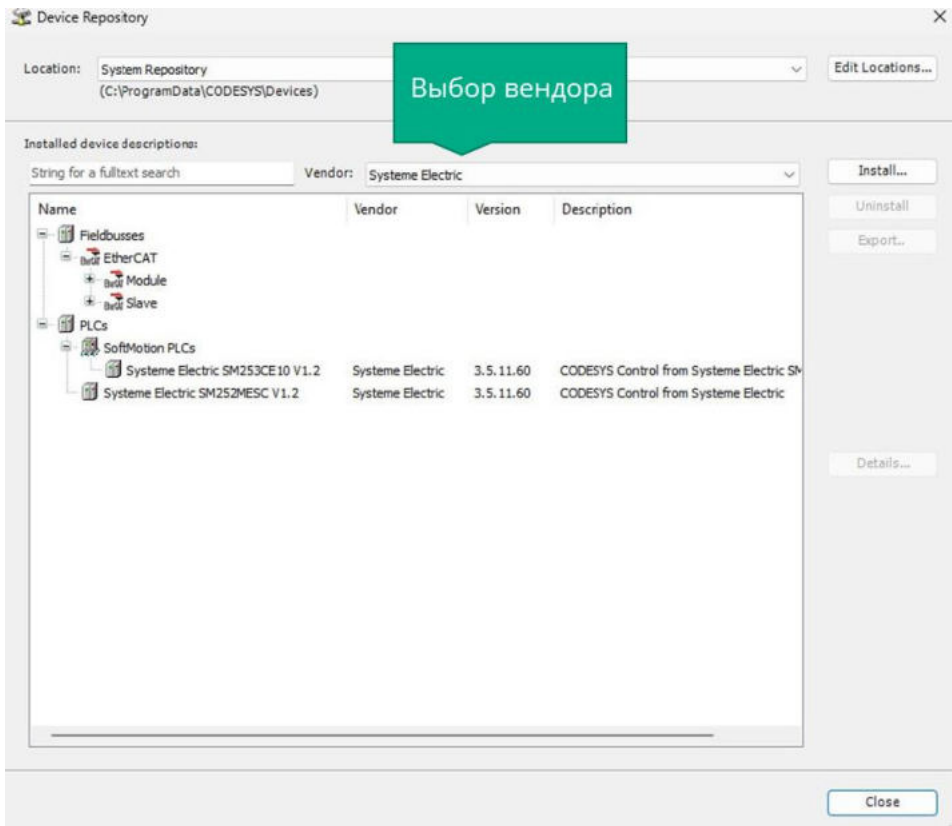 Device Repository
Location: System Repository Edit Locations...
(C:\ProgramData\CODESYS\Devices)
Выбор вендора
Installed device descriptions:
String for a fulltext search Vendor: Systeme Electric Install...
Name Vendor Version Description Uninstall
Fieldbusses Export..
EtherCAT
Module
Slave
PLCs
SoftMotion PLCs
Systeme Electric SM253CE10 V1.2 Systeme Electric 3.5.11.60 CODESYS Control from Systeme Electric SM
Systeme Electric SM252MESC V1.2 Systeme Electric 3.5.11.60 CODESYS Control from Systeme Electric
Details...
Close